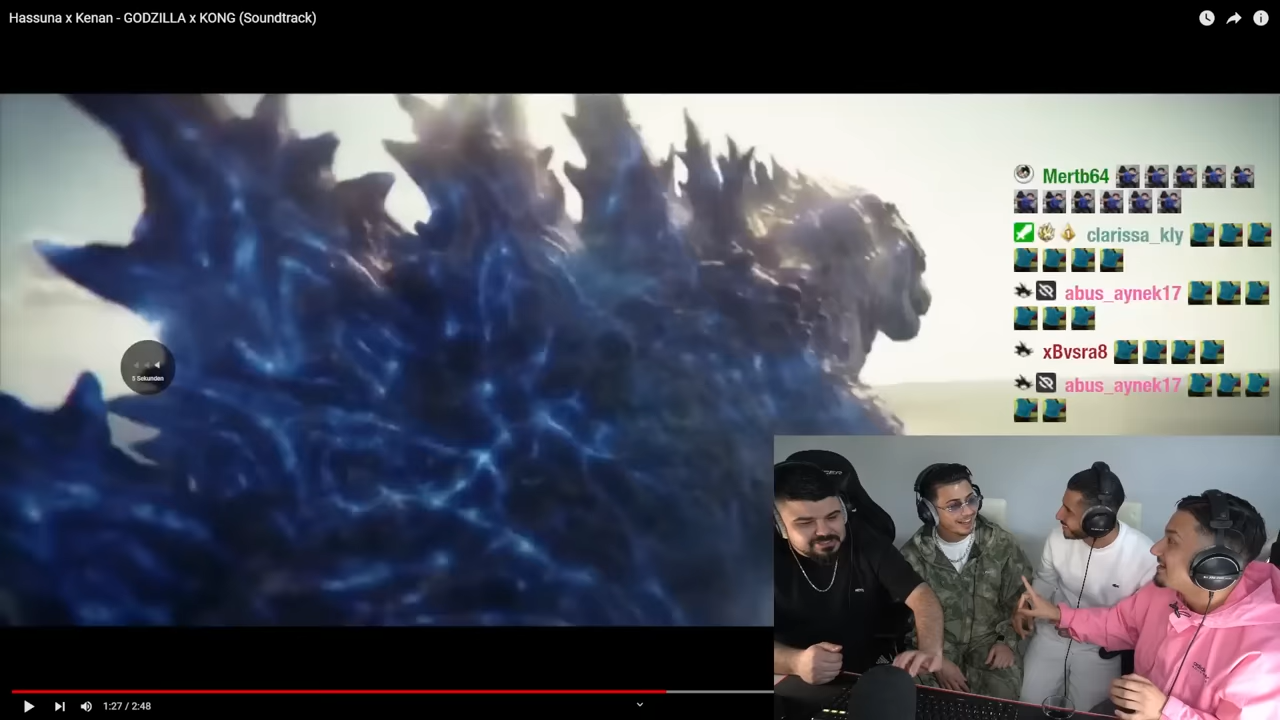 Hassuna x Kenan - GODZILLA x KONG (Soundtrack)
Mertb64
clarissa_kly
abus_aynek17
xBvsra8
abus_aynek17
5 Sekunden
1:27 / 2:48